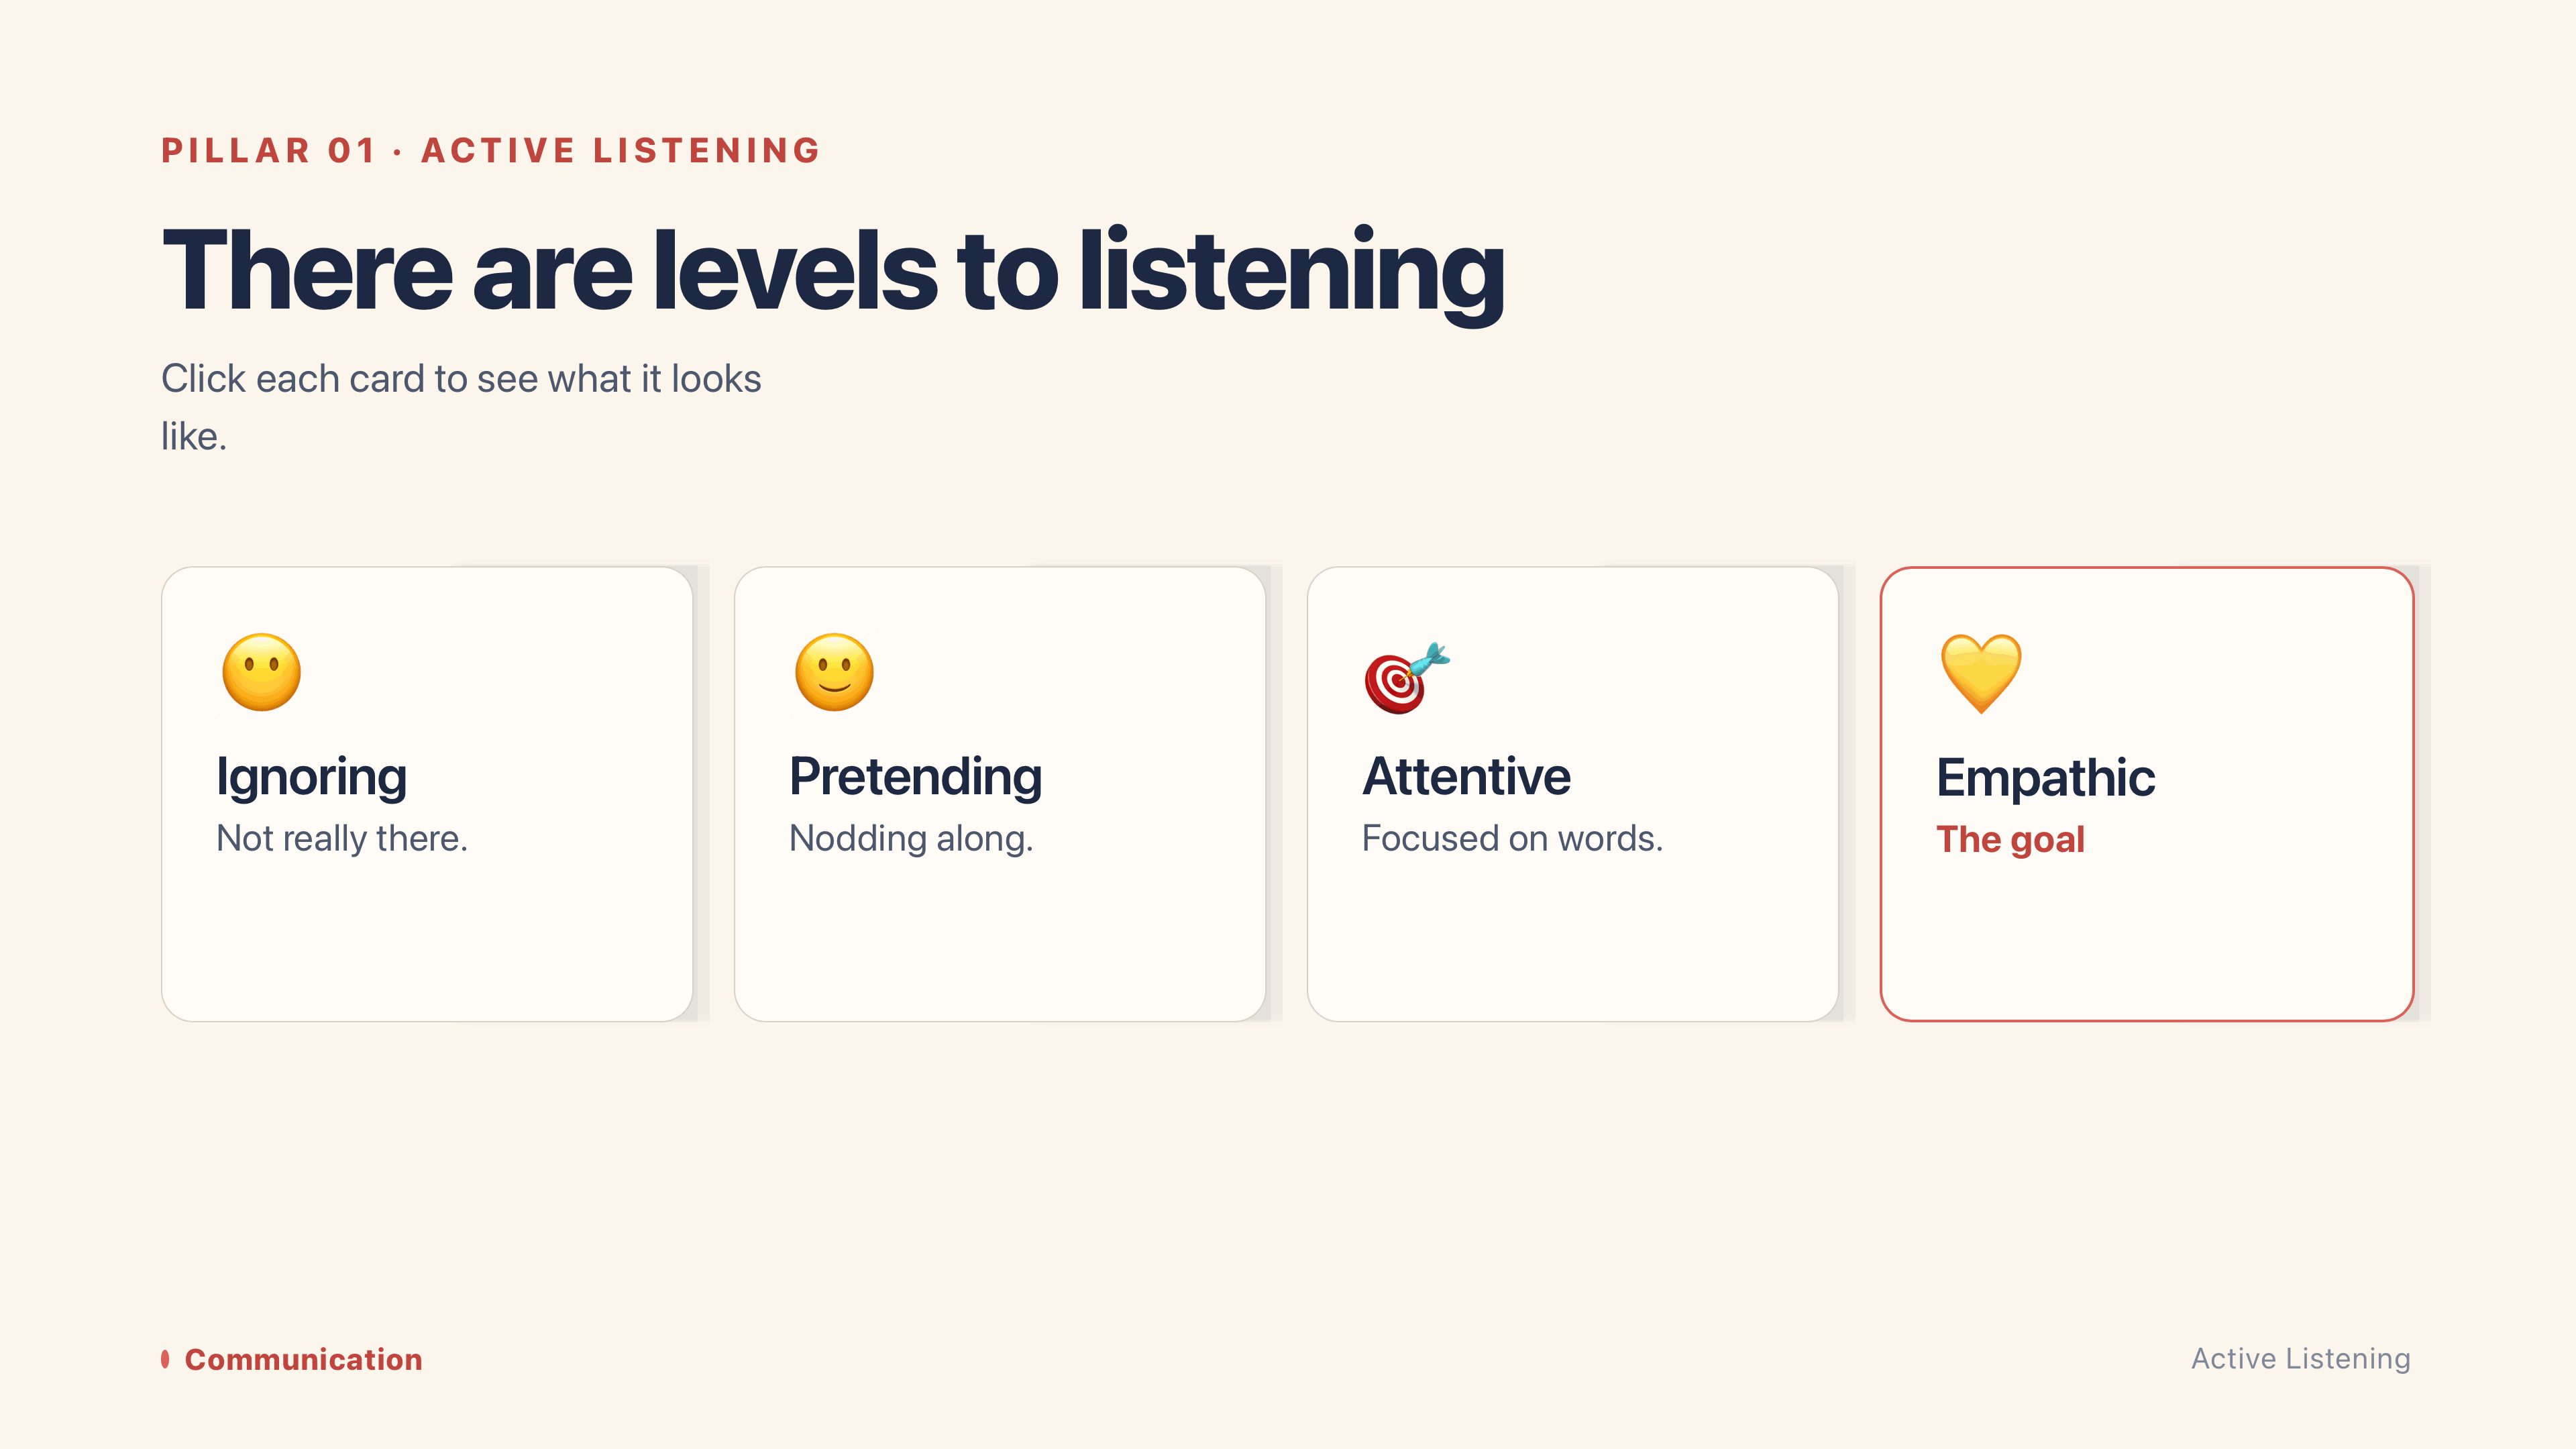 PILLAR 01 · ACTIVE LISTENING
There are levels to listening
Click each card to see what it looks
like.
Ignoring
Not really there.
Pretending
Nodding along.
Attentive
Focused on words.
Empathic
The goal
Communication
Active Listening